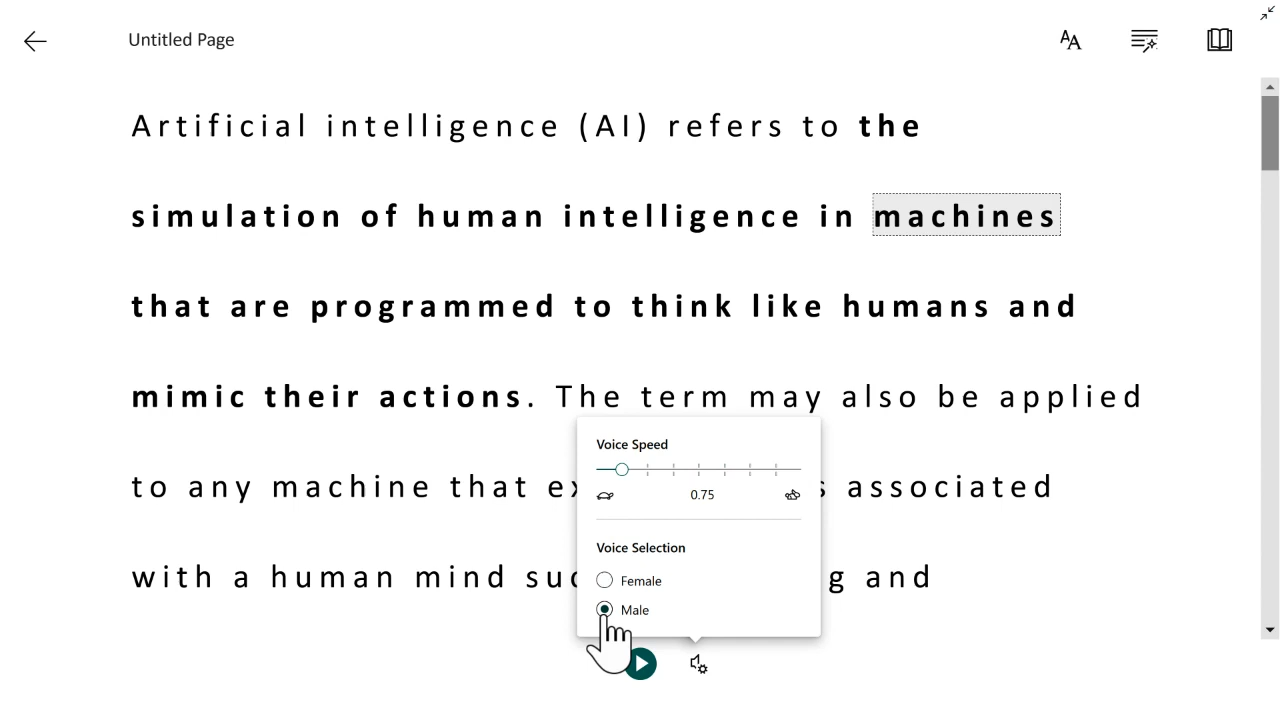 Untitled Page
Artificial intelligence (AI) refers to the
simulation of human intelligence in machines
that are programmed to think like humans and
mimic their actions. The term may also be applied
to any machine that associated
with a human mind and
Voice Speed
0.75
Voice Selection
Female
Male